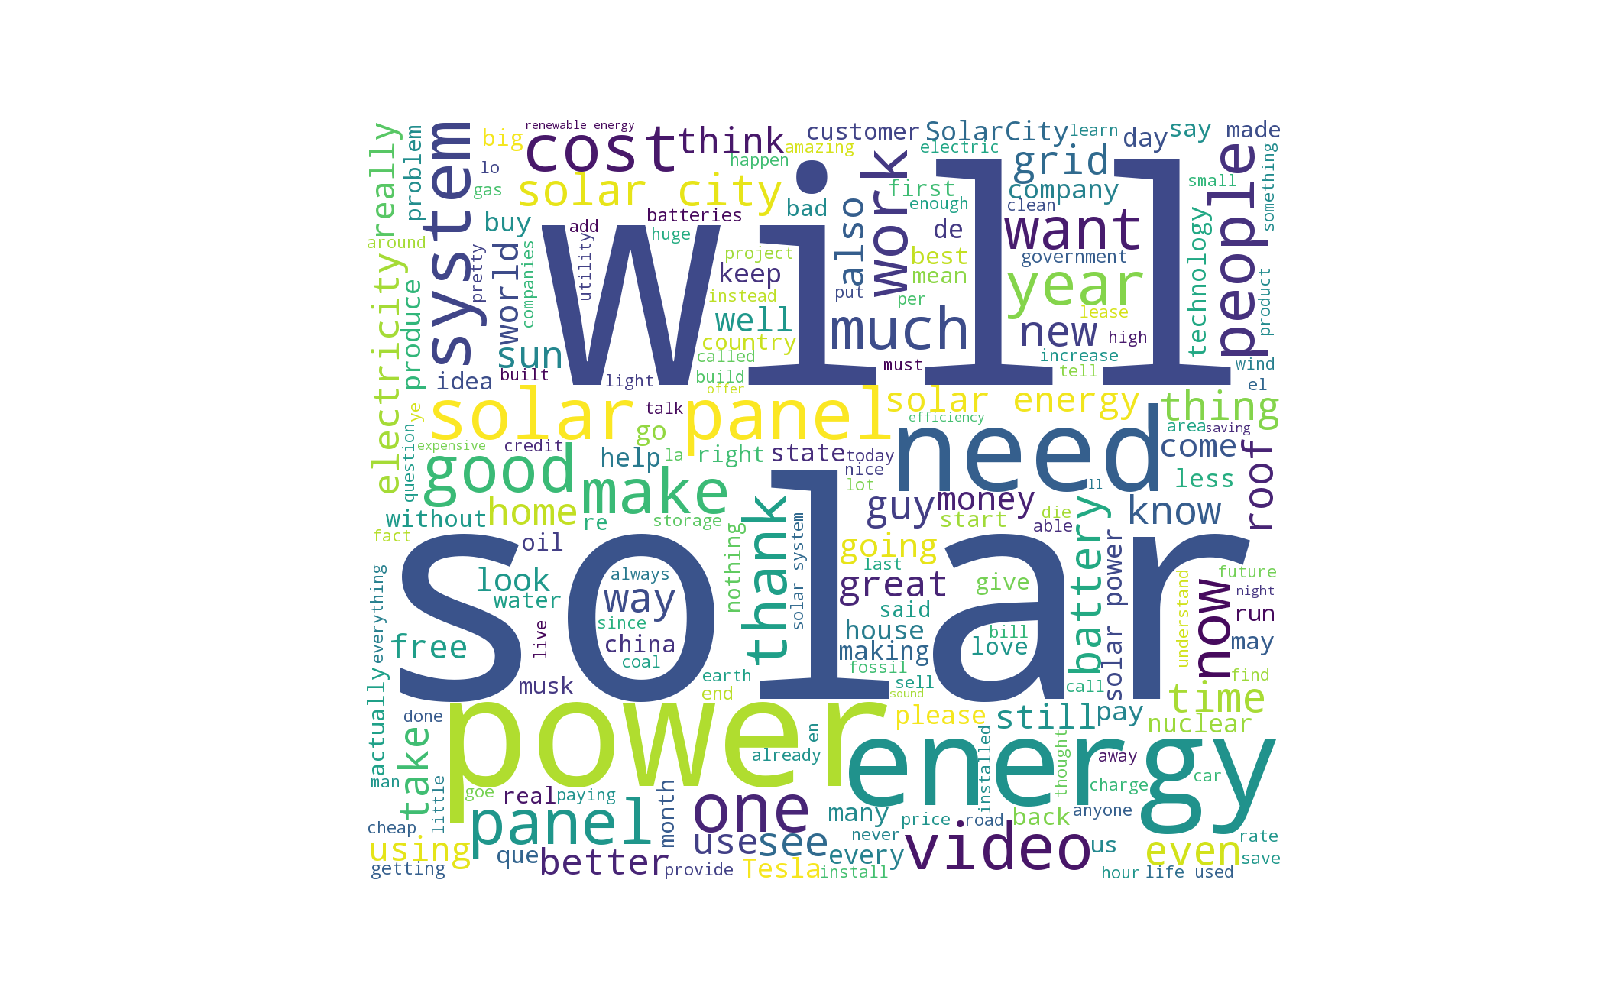 renewable energy
big
cost
think
customer
SolarCity
learn
day
say
made
really
problem
system
lo
gas
solar city
happen
amazing
electric
grid
people
something
buy
batteries
bad
also
work
first
enough
company
clean
want
small
technology
around
electricity
produce
pretty
world
companies
add
utility
huge
will
project
keep
de
best
mean
government
year
instead
put
per
lease
product
sun
well
country
much
new
high
idea
built
light
called
build
offer
must
increase
tell
wind
el
solar panel
talk
solar energy
thing
ye
question
expensive
credit
go
efficiency
need
area
saving
good
help
la
right
state
today
nice
lot
come
roof
less
make
guy
money
ll
home
without
re
storage
thank
start
die
able
battery
know
fact
oil
nothing
solar system
going
last
solar power
look
water
always
way
great
give
now
future
night
understand
everything
free
solar
since
live
china
coal
said
house
making
bill
love
run
may
actually
musk
earth
end
fossil
sell
sound
call
time
find
done
power
please
still
pay
nuclear
take
man
already
en
energy
installed
thought
away
charge
car
little
goe
real
paying
month
panel
one
many
price
road
back
anyone
cheap
using
que
better
use
see
never
every
video
us
even
rate
save
getting
provide
Tesla
install
hour
life used